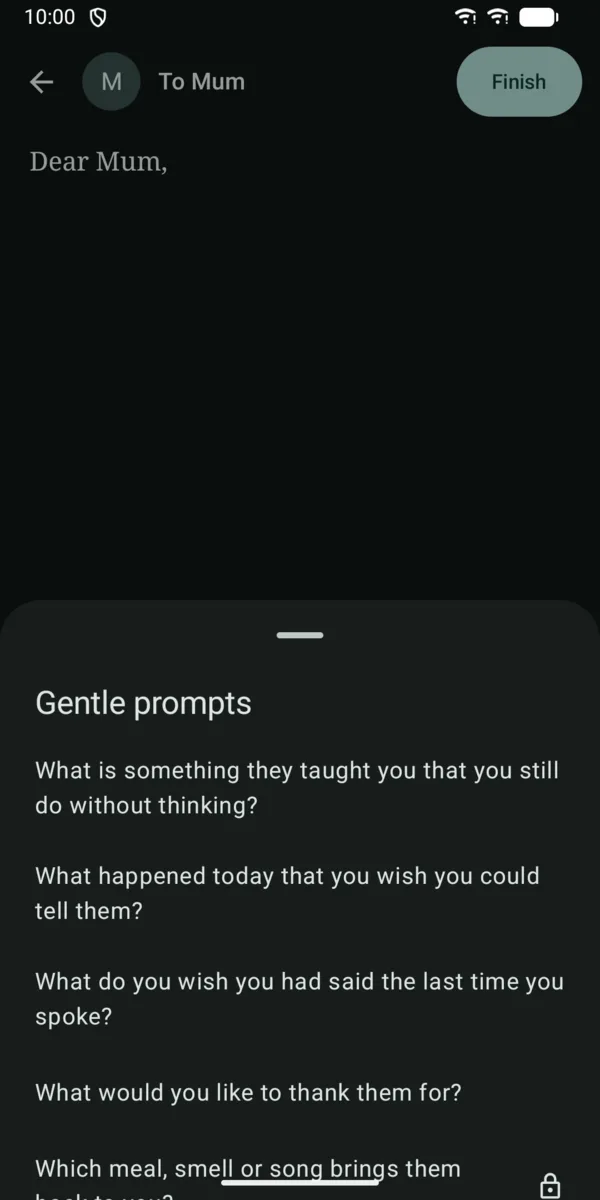 10:00
M
To Mum
Finish
Dear Mum,
Gentle prompts
What is something they taught you that you still
do without thinking?
What happened today that you wish you could
tell them?
What do you wish you had said the last time you
spoke?
What would you like to thank them for?
Which meal, smell or song brings them
back to you?